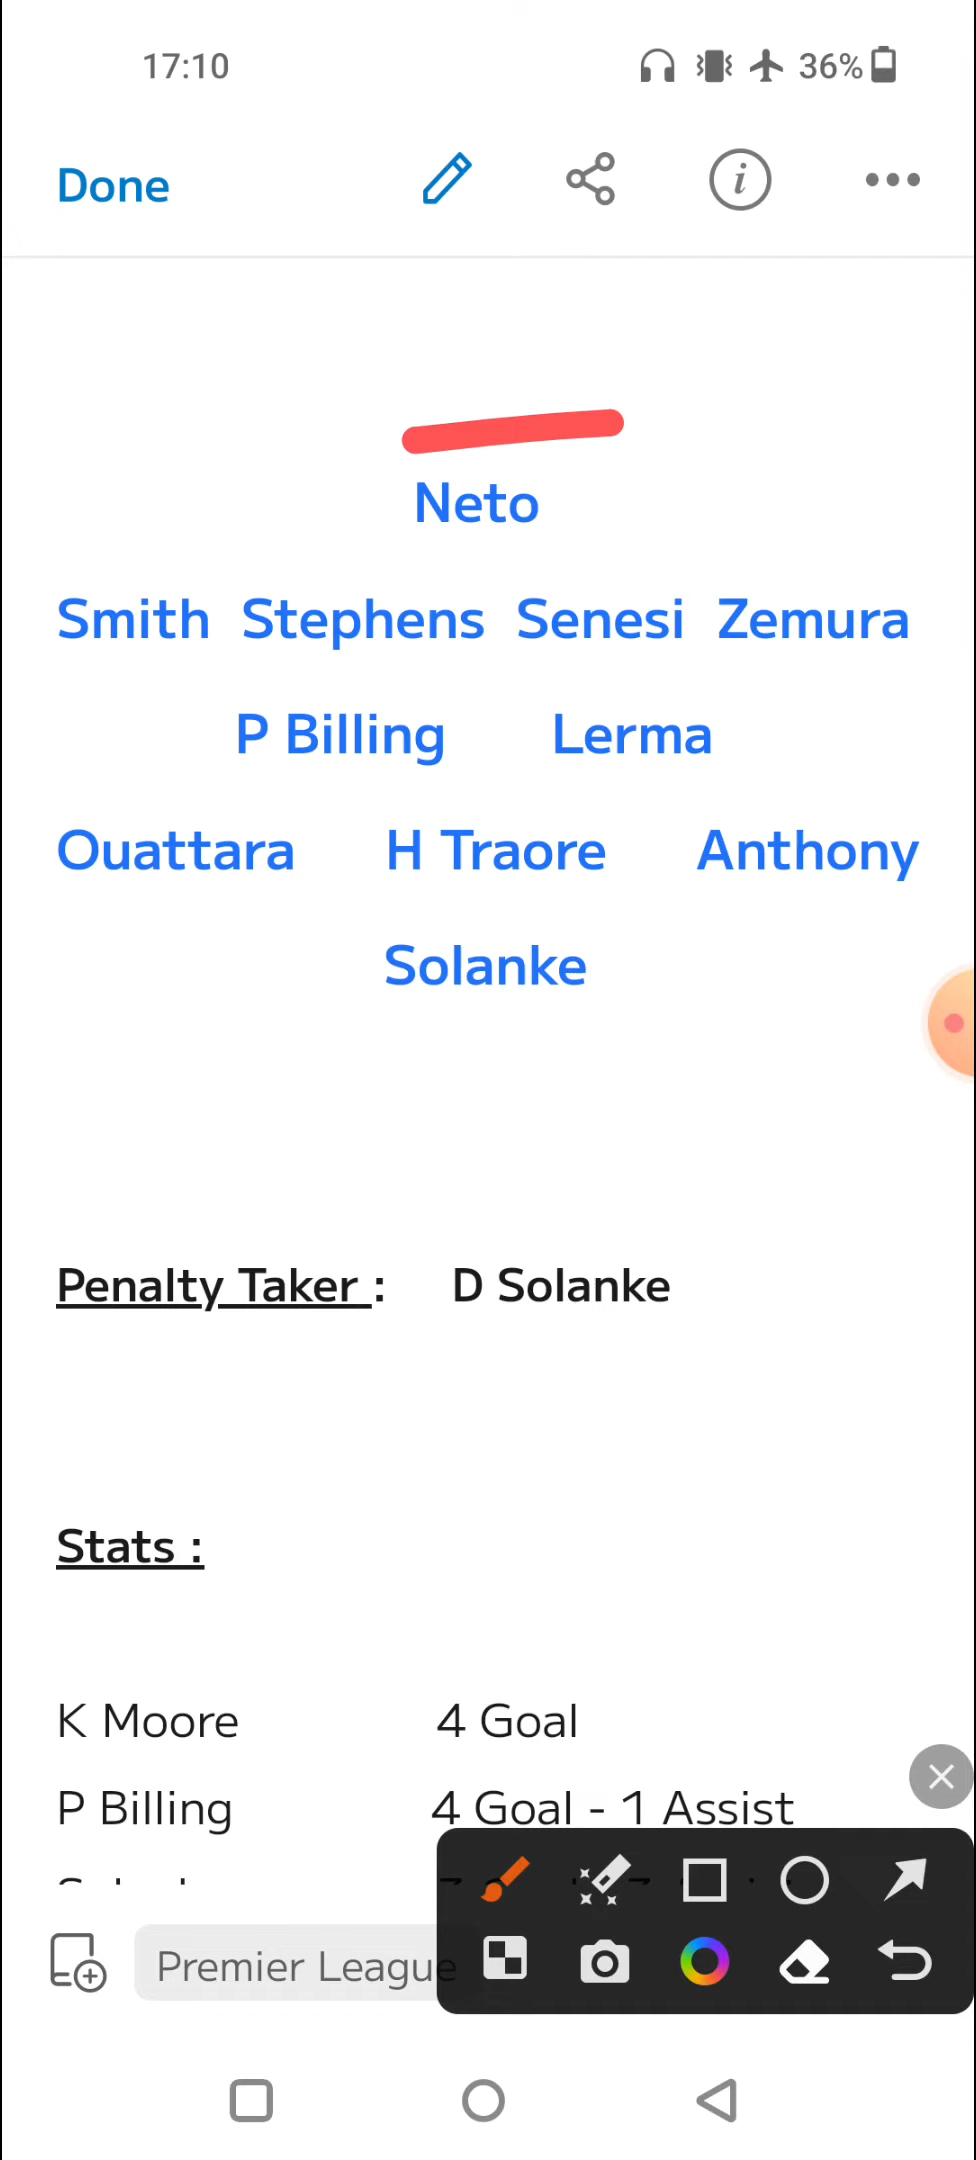 17:10 36%
Done
Neto
Smith Stephens Senesi Zemura
P Billing Lerma
Ouattara H Traore Anthony
Solanke
Penalty Taker : D Solanke
Stats :
K Moore 4 Goal
P Billing 4 Goal - 1 Assist
Premier League